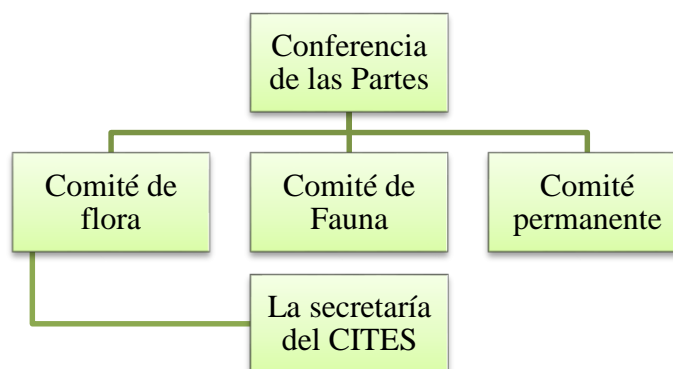 Conferencia
de las Partes
Comité de
flora
Comité de
Fauna
Comité
permanente
La secretaría
del CITES